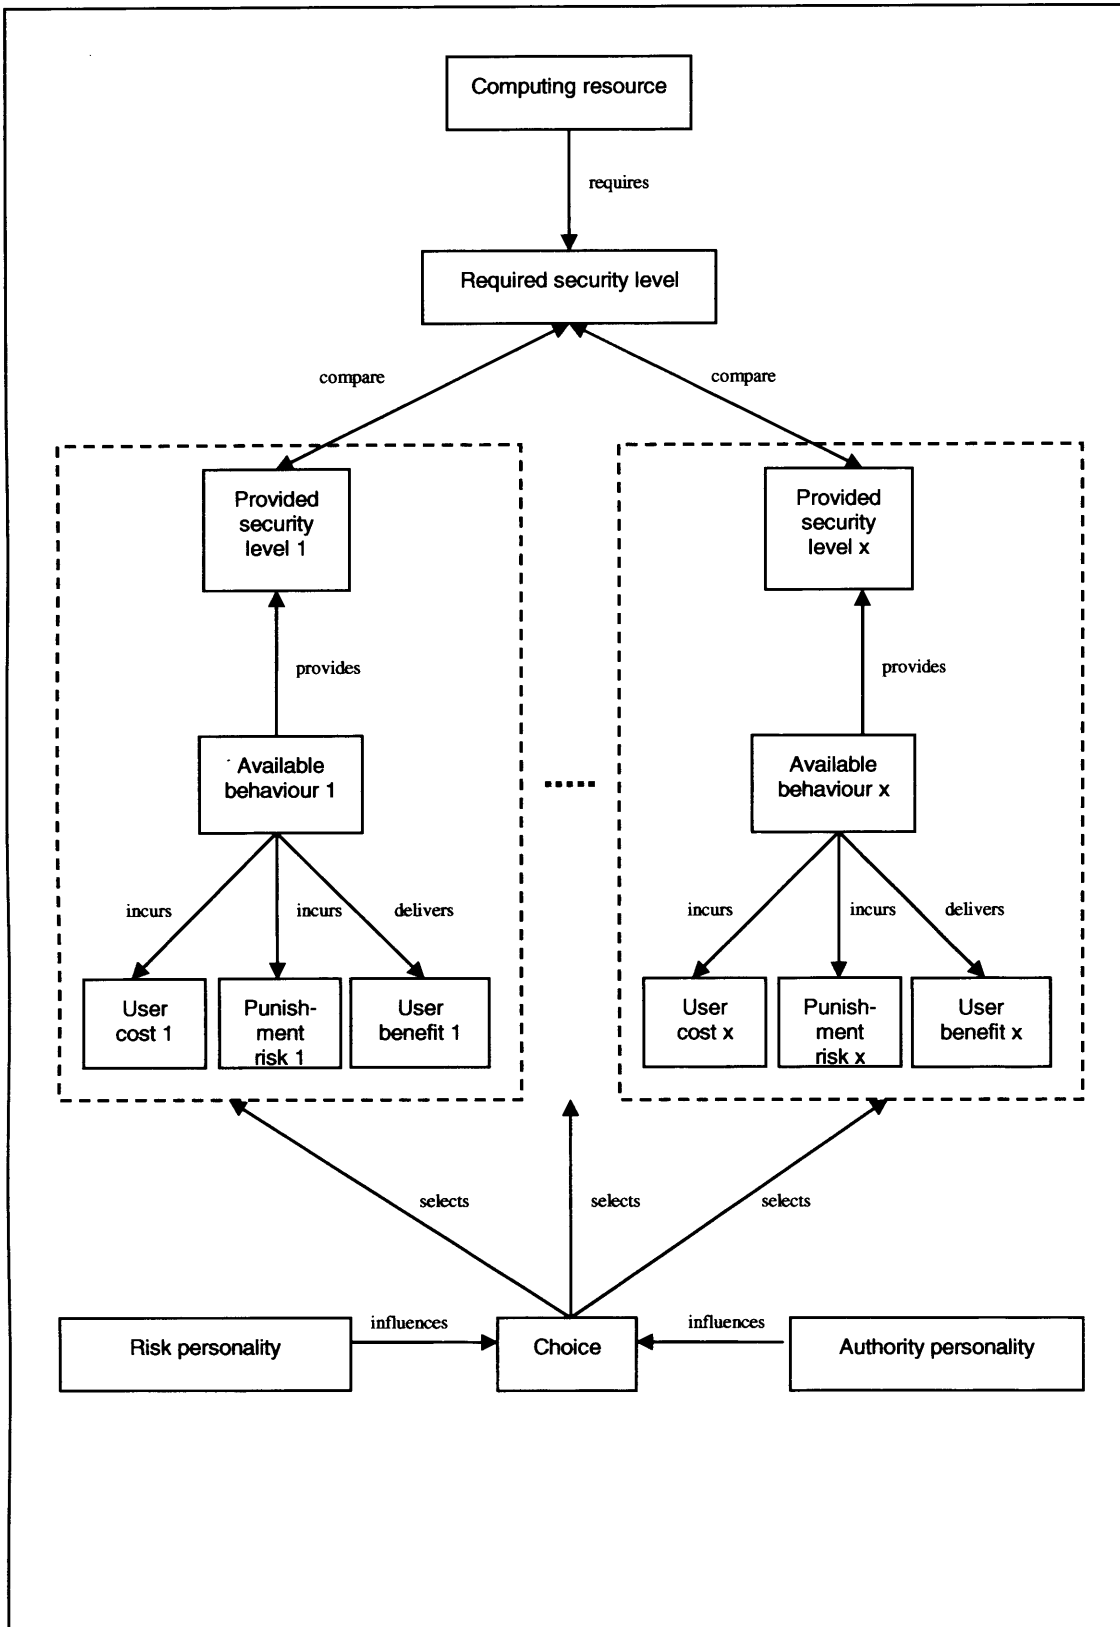 Computing resource
requires
Required security level
compare
compare
Provided
security
level 1
Provided
security
level x
provides
provides
Available
behaviour 1
Available
behaviour x
incurs
incurs
delivers
incurs
incurs
delivers
User
cost 1
Punish-
ment
risk 1
User
benefit 1
User
cost x
Punish-
ment
risk x
User
benefit x
selects
selects
selects
influences
influences
Risk personality
Choice
Authority personality